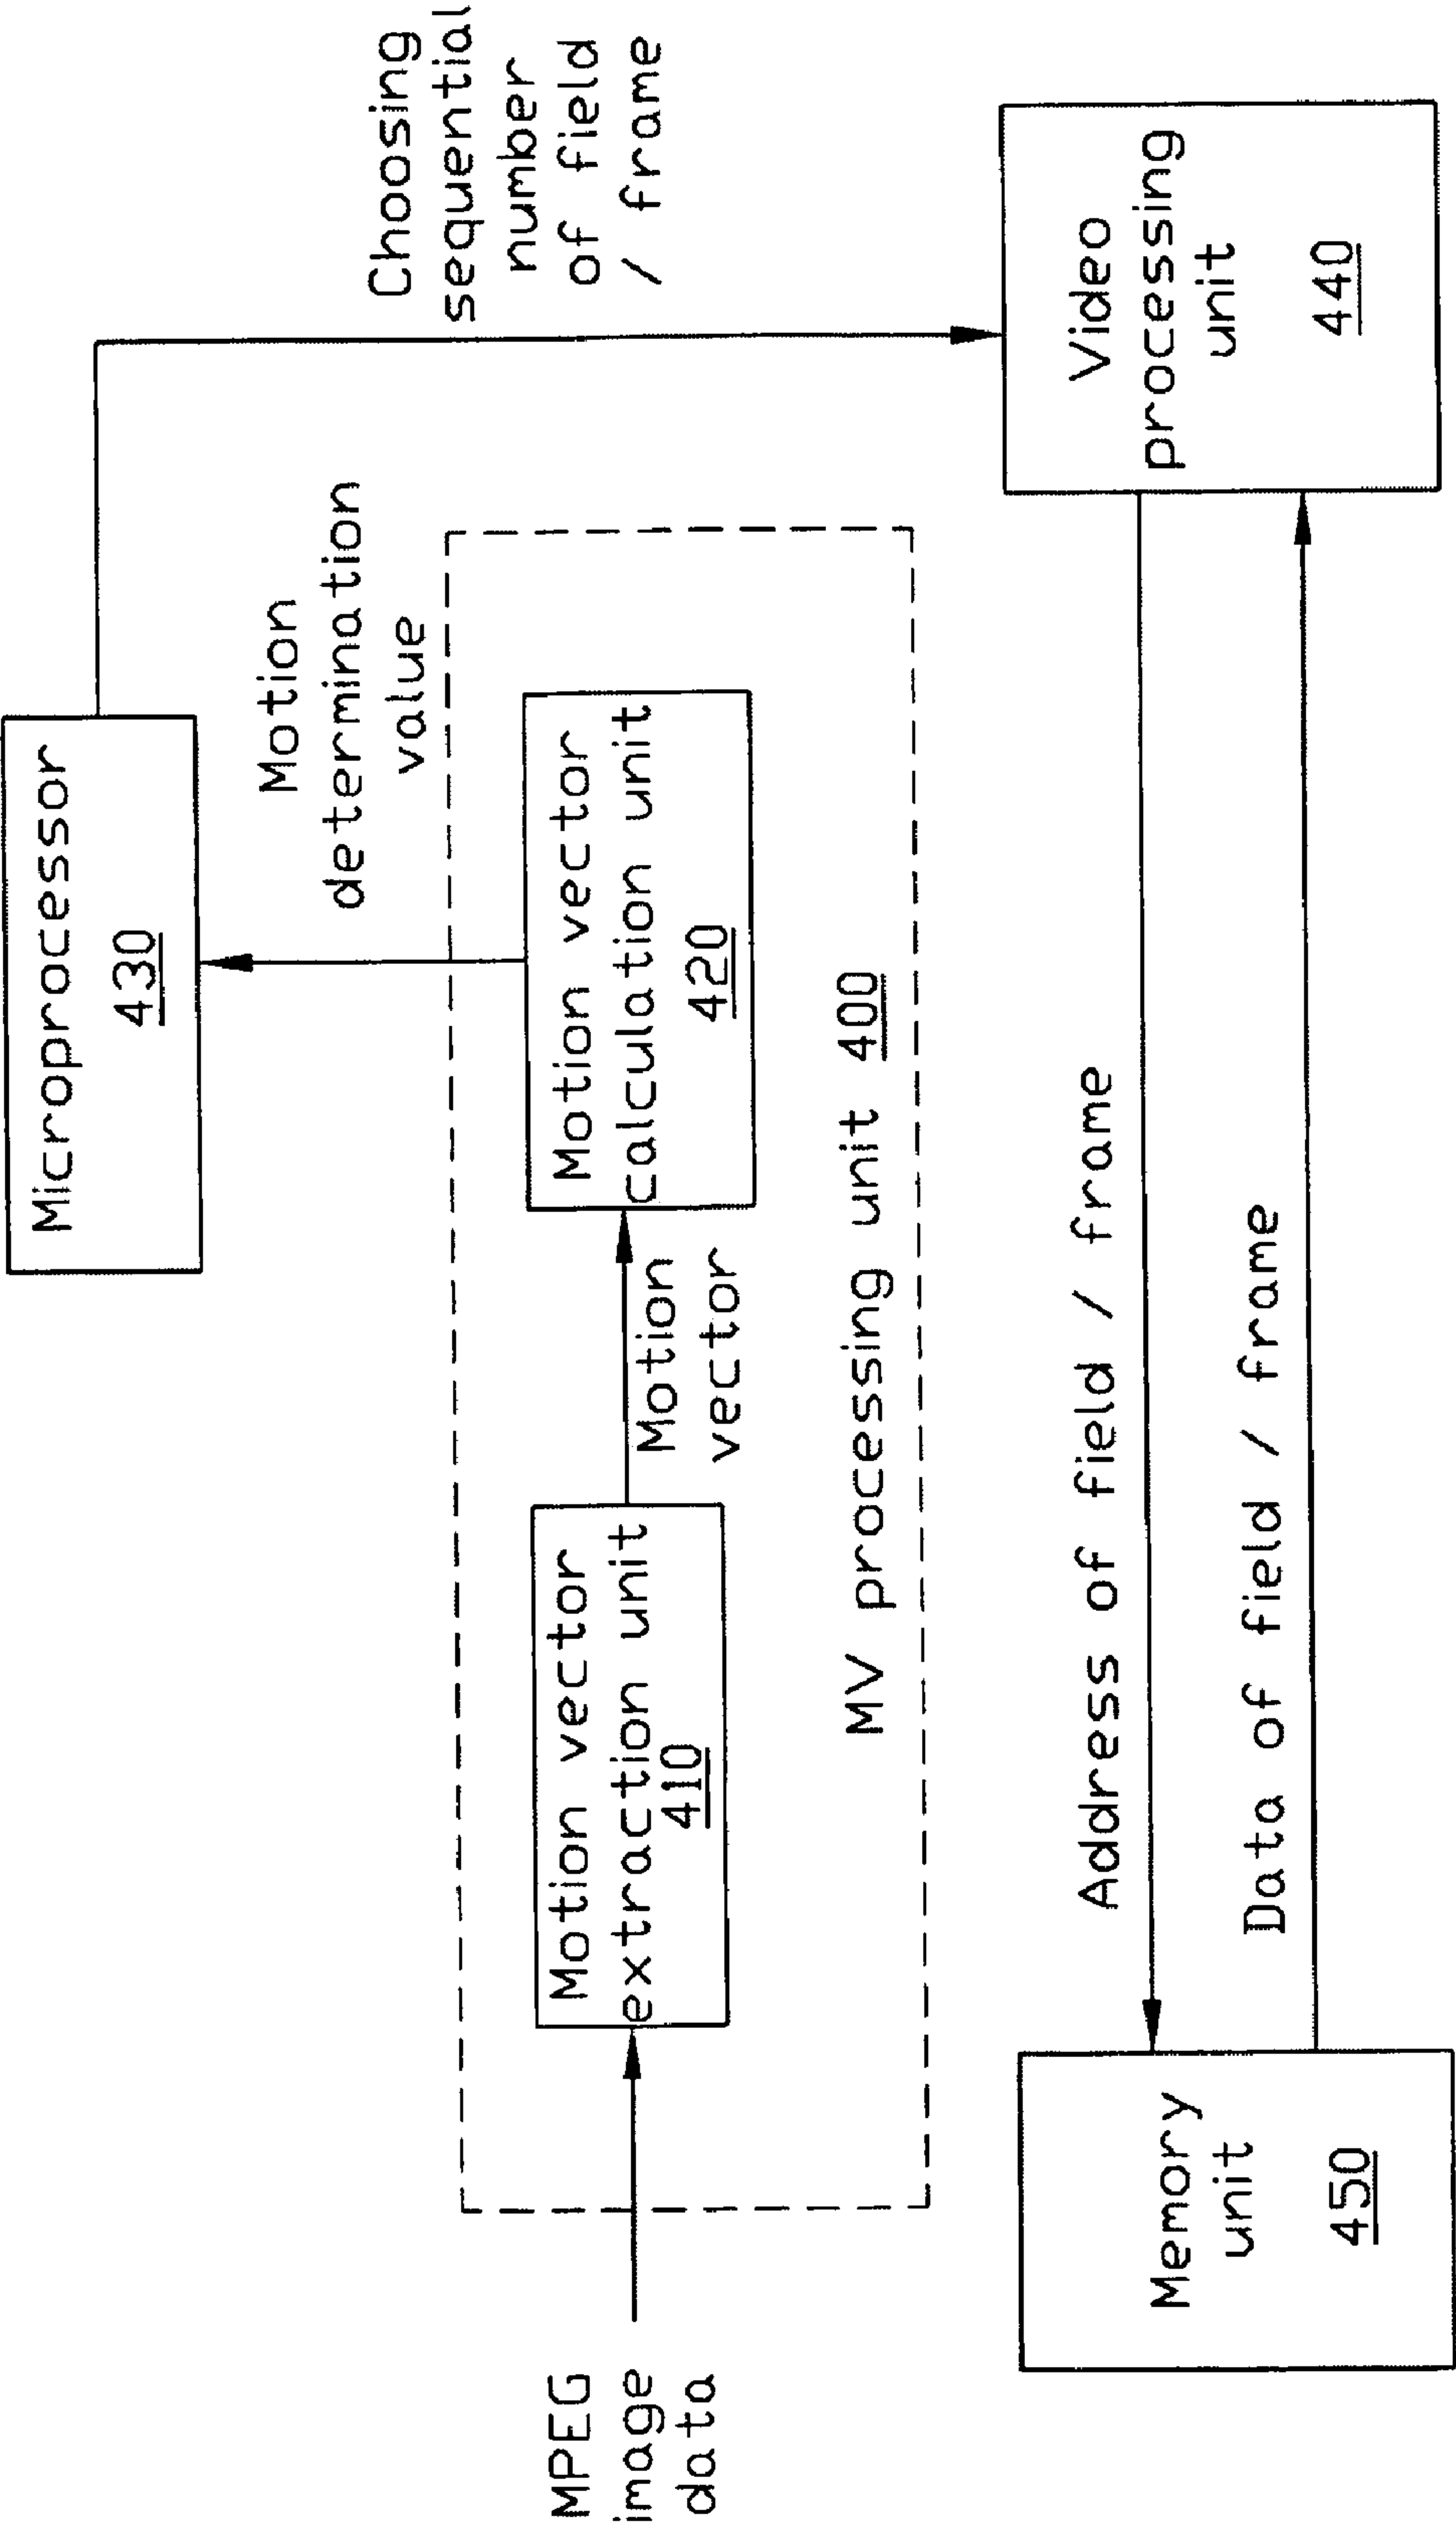 Microprocessor
430
Choosing
sequential
number
of field
/ frame
Motion
determination
value
MPEG
image
data
Motion vector
extraction unit
410
Motion
vector
Motion vector
calculation unit
420
MV processing unit 400
Memory
unit
450
Address of field / frame
Data of field / frame
Video
processing
unit
440